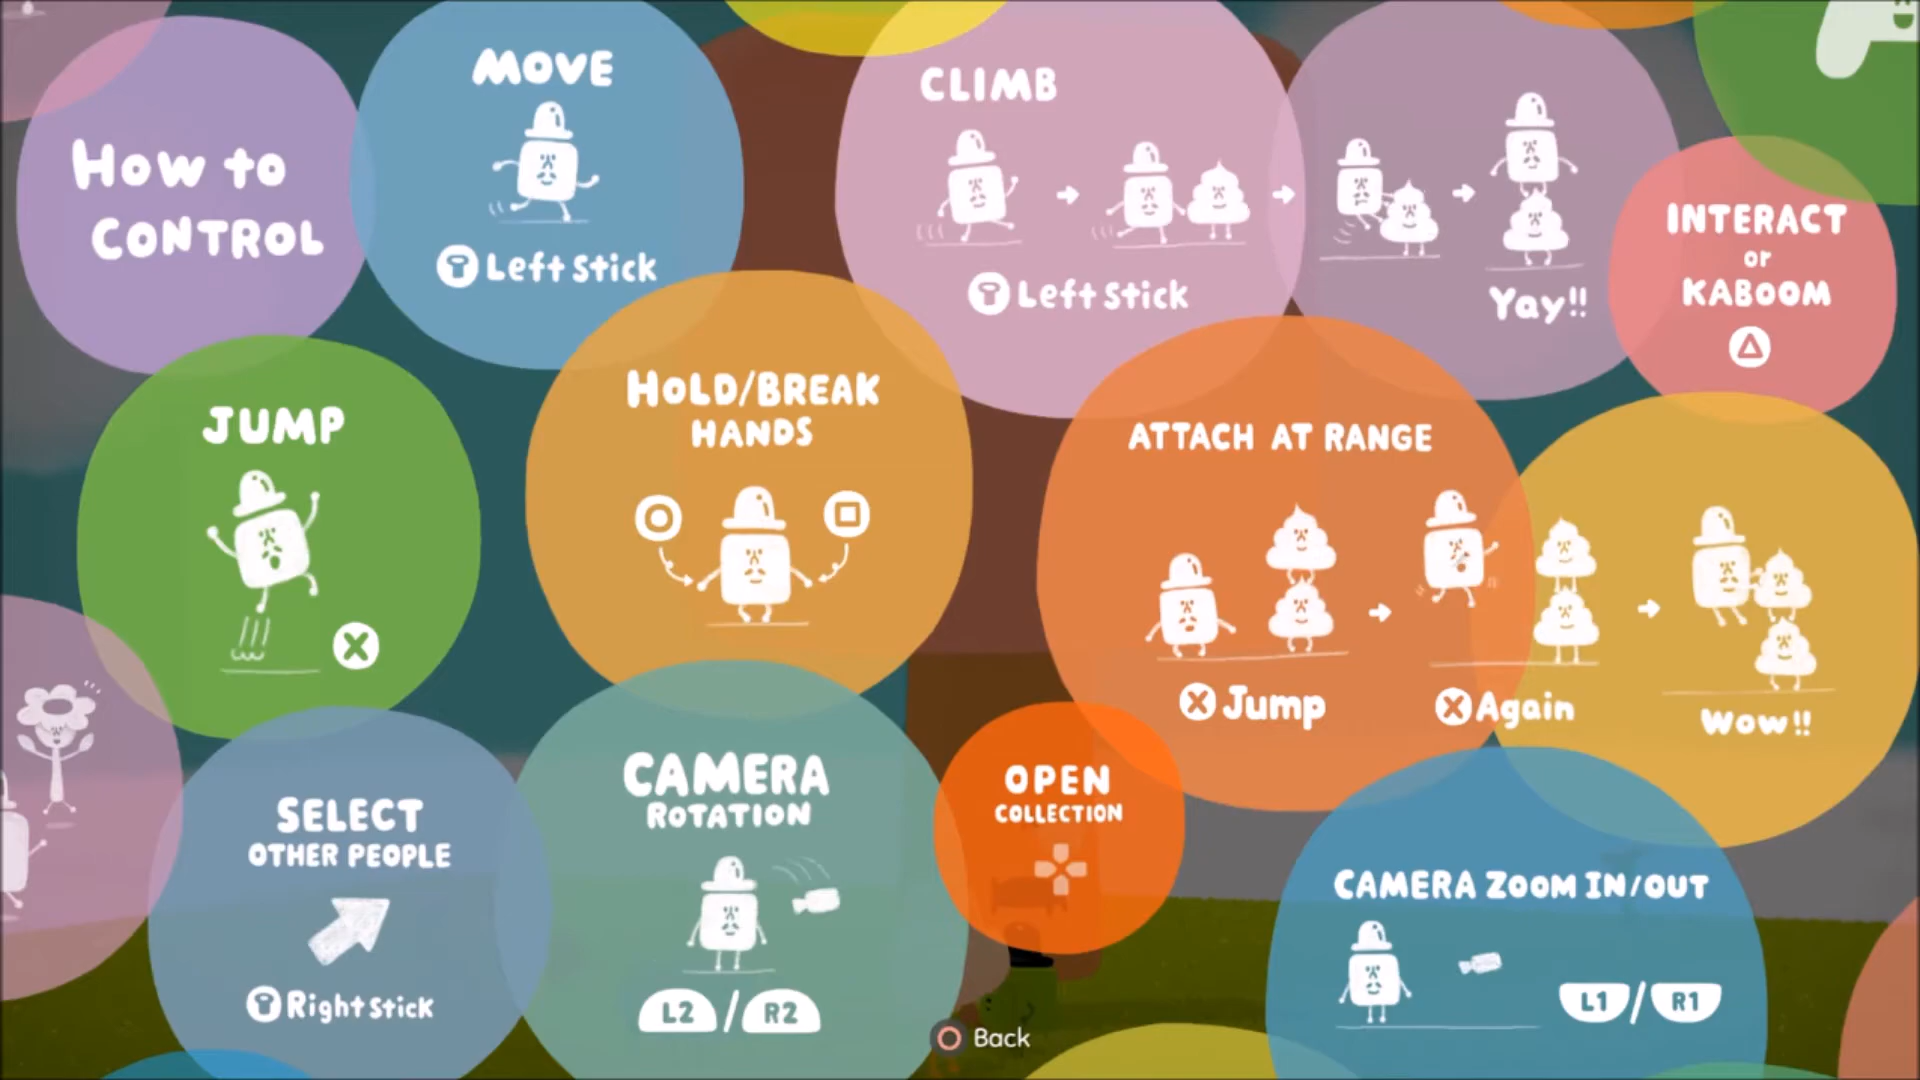 How to
CONTROL
MOVE
Left Stick
CLIMB
Left Stick
Yay!!
INTERACT
or
KABOOM
JUMP
HOLD/BREAK
HANDS
ATTACH AT RANGE
Jump
Again
Wow!!
SELECT
OTHER PEOPLE
Right Stick
CAMERA
ROTATION
L2 / R2
OPEN
COLLECTION
CAMERA ZOOM IN/OUT
L1 / R1
Back